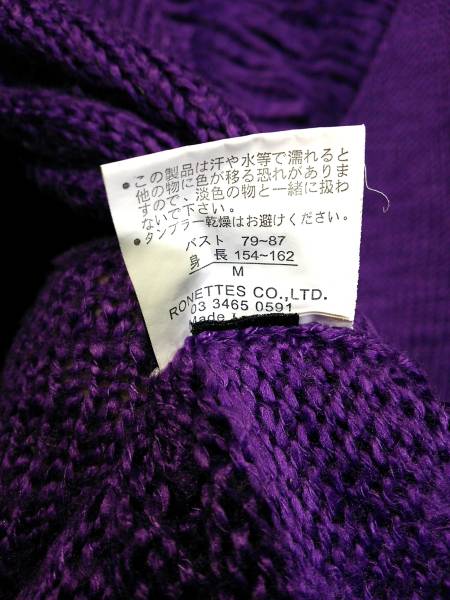 • この製品は汗や水等で濡れると
他の物に色が移る恐れがありま
すので、淡色の物と一緒に扱わ
ないで下さい。
• タンブラー乾燥はお避けください。
バスト 79~87
身 長 154~162
M
RONETTES CO.,LTD.
03 3465 0591
Made